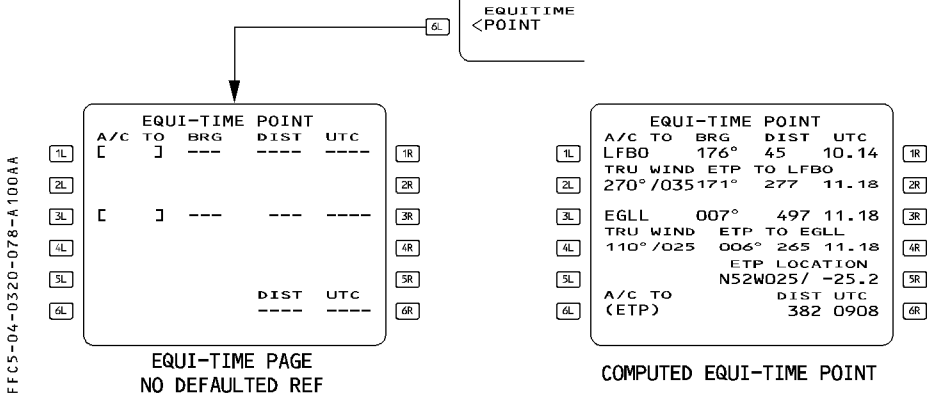 EQUITIME
6L <POINT
EQUI-TIME POINT
A/C TO BRG DIST UTC
1L [ ] --- ---- ---- 1R
2L 2R
3L [ ] --- --- ---- 3R
4L 4R
5L 5R
DIST UTC
6L ---- ---- 6R
EQUI-TIME PAGE
NO DEFAULTED REF
EQUI-TIME POINT
A/C TO BRG DIST UTC
1L LFBO 176° 45 10.14 1R
TRU WIND ETP TO LFBO
2L 270°/035171° 277 11.18 2R
3L EGLL 007° 497 11.18 3R
TRU WIND ETP TO EGLL
4L 110°/025 006° 265 11.18 4R
ETP LOCATION
5L N52W025/ -25.2 5R
A/C TO DIST UTC
6L (ETP) 382 0908 6R
COMPUTED EQUI-TIME POINT
FFC5-04-0320-078-A100AA